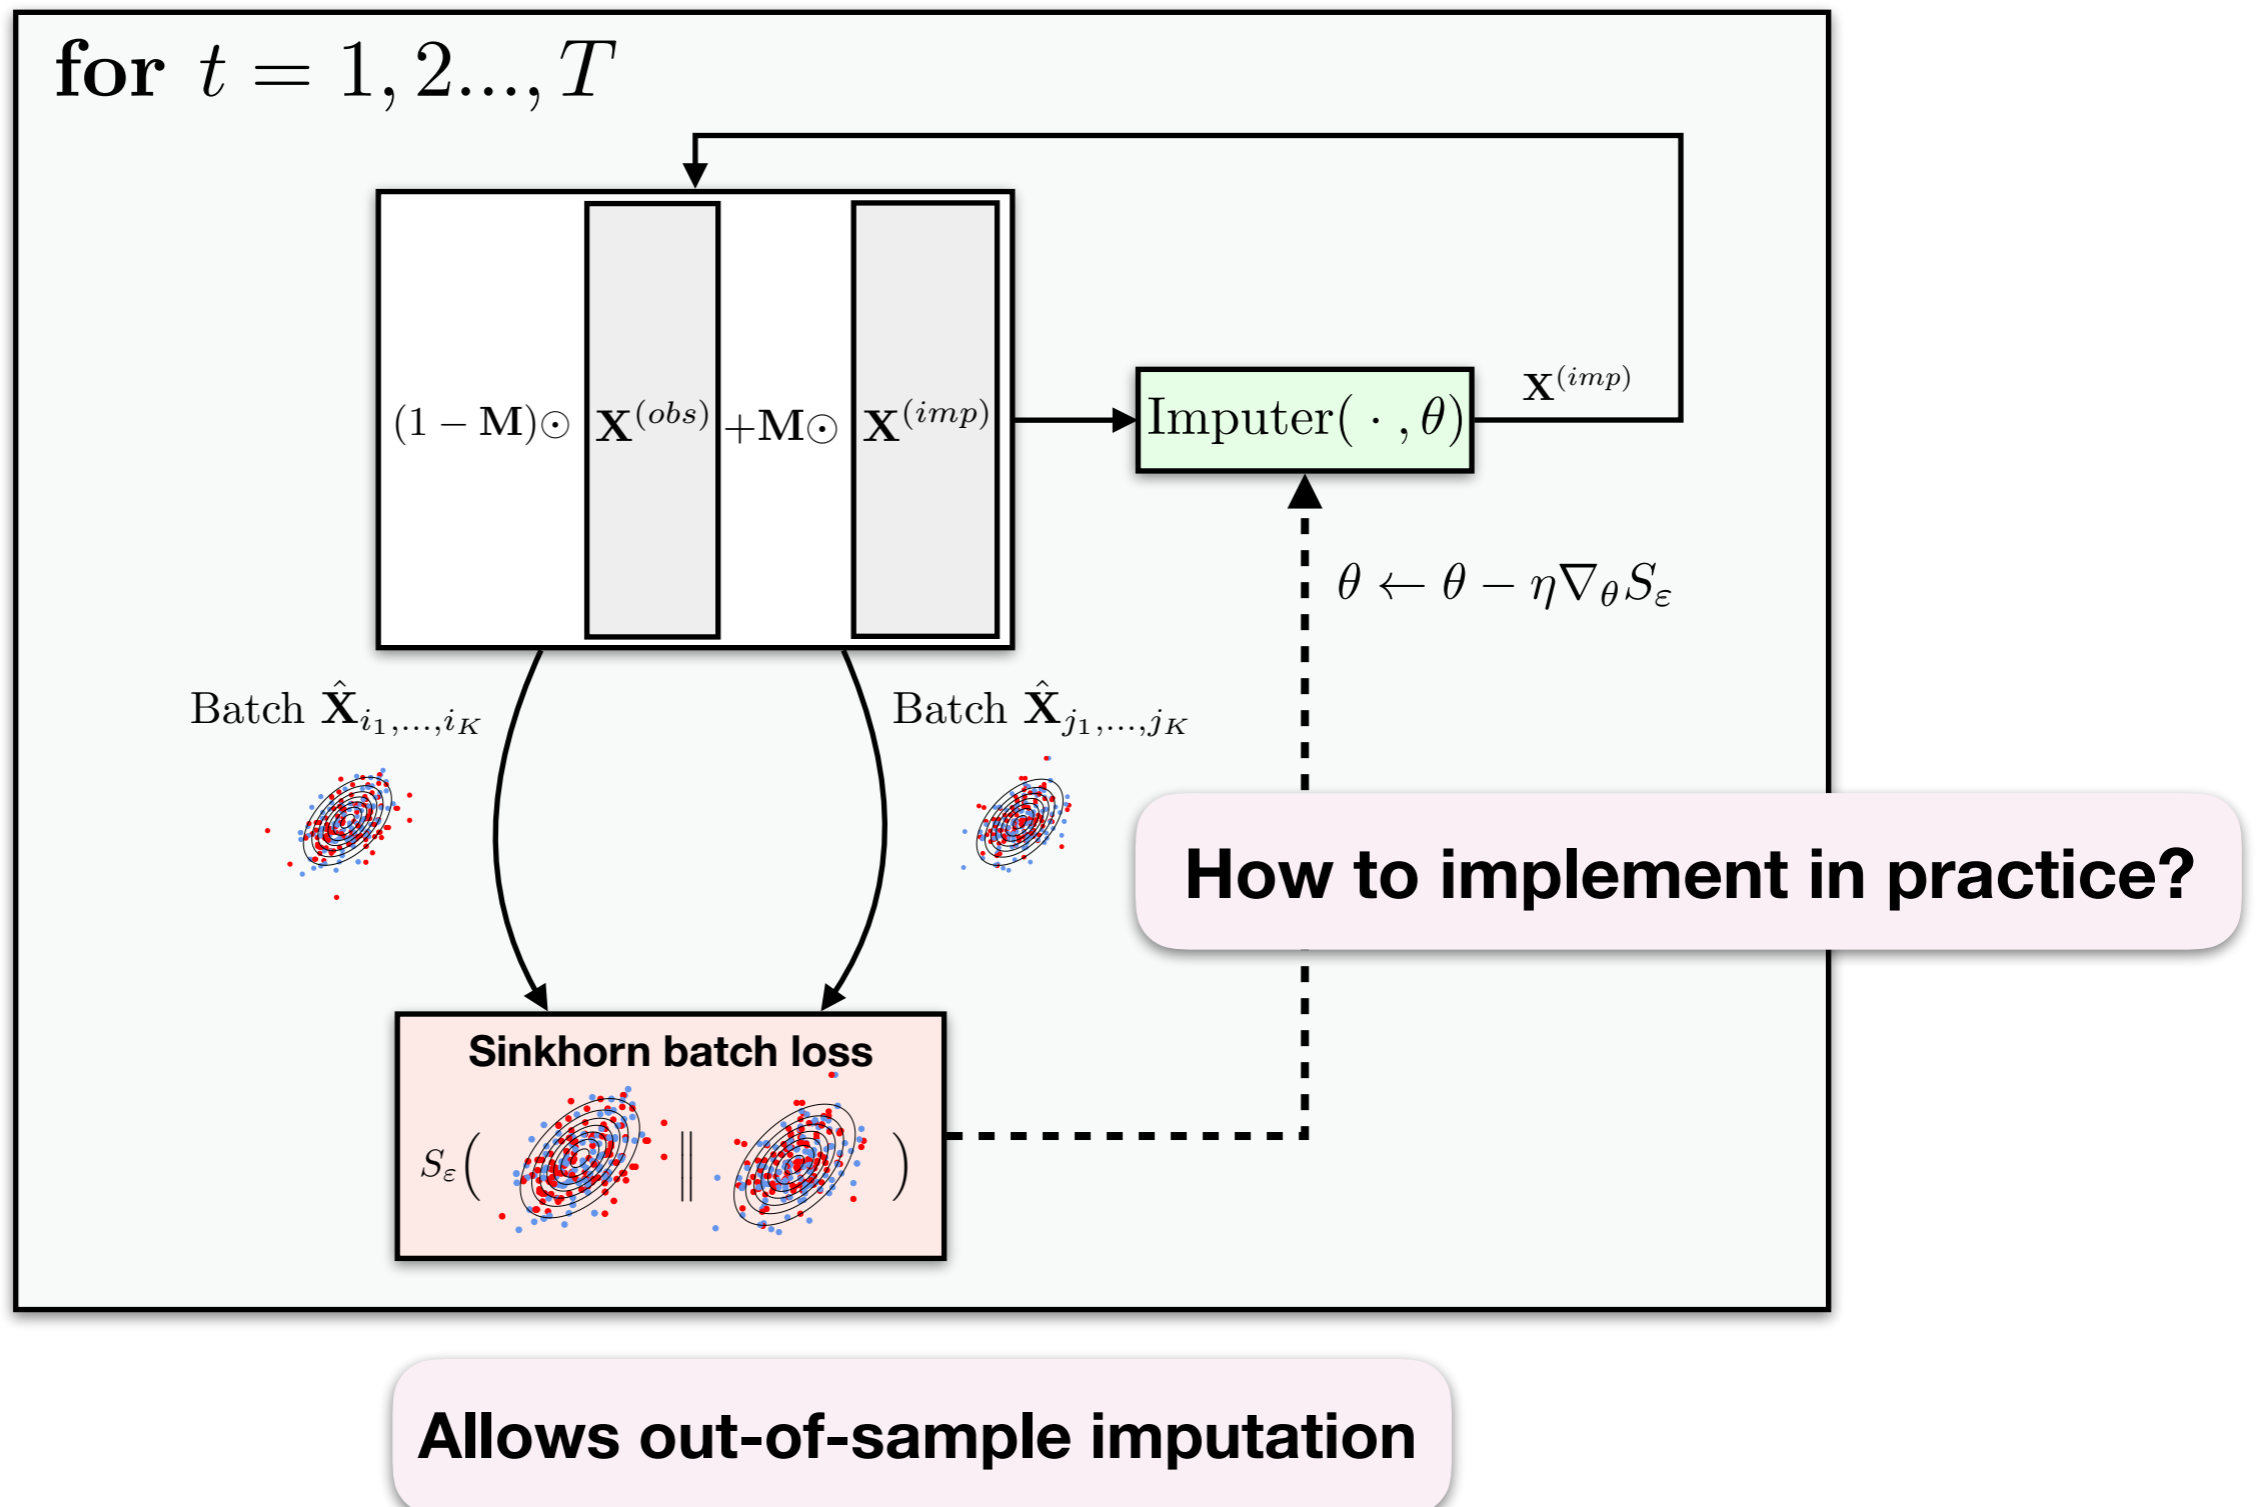 for t = 1, 2..., T
(1 − M)⊙ X^(obs) +M⊙ X^(imp)
Imputer( · , θ)
X^(imp)
θ ← θ − η∇_θ S_ε
Batch X̂_{i_1,...,i_K}
Batch X̂_{j_1,...,j_K}
How to implement in practice?
Sinkhorn batch loss
S_ε( ‖ )
Allows out-of-sample imputation